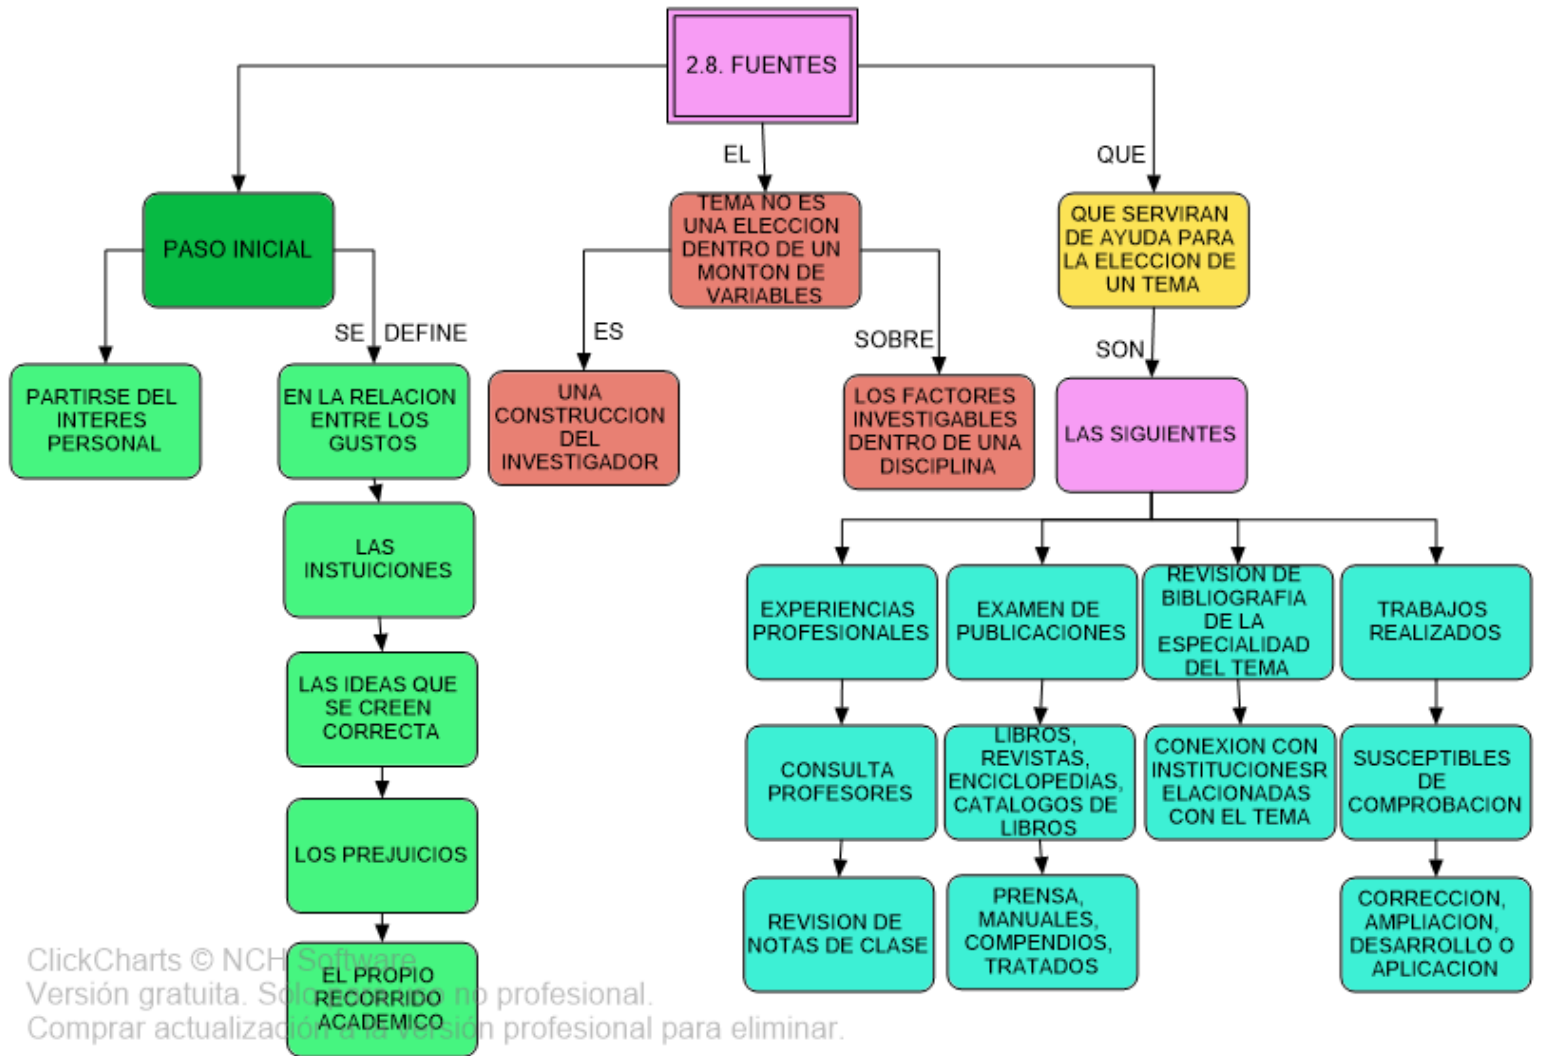 2.8. FUENTES
EL
QUE
PASO INICIAL
TEMA NO ES
UNA ELECCION
DENTRO DE UN
MONTON DE
VARIABLES
QUE SERVIRAN
DE AYUDA PARA
LA ELECCION DE
UN TEMA
SE DEFINE
ES
SOBRE
SON
PARTIRSE DEL
INTERES
PERSONAL
EN LA RELACION
ENTRE LOS
GUSTOS
UNA
CONSTRUCCION
DEL
INVESTIGADOR
LOS FACTORES
INVESTIGABLES
DENTRO DE UNA
DISCIPLINA
LAS SIGUIENTES
LAS
INSTUICIONES
LAS IDEAS QUE
SE CREEN
CORRECTA
LOS PREJUICIOS
EL PROPIO
RECORRIDO
ACADEMICO
EXPERIENCIAS
PROFESIONALES
EXAMEN DE
PUBLICACIONES
REVISION DE
BIBLIOGRAFIA
DE LA
ESPECIALIDAD
DEL TEMA
TRABAJOS
REALIZADOS
CONSULTA
PROFESORES
LIBROS,
REVISTAS,
ENCICLOPEDIAS,
CATALOGOS DE
LIBROS
CONEXION CON
INSTITUCIONESR
ELACIONADAS
CON EL TEMA
SUSCEPTIBLES
DE
COMPROBACION
REVISION DE
NOTAS DE CLASE
PRENSA,
MANUALES,
COMPENDIOS,
TRATADOS
CORRECCION,
AMPLIACION,
DESARROLLO O
APLICACION
ClickCharts © NCH Software
Versión gratuita. Sólo no profesional.
Comprar actualización a la versión profesional para eliminar.